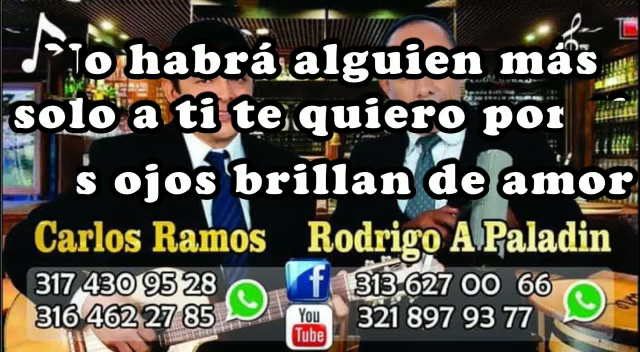 No habrá alguien más
solo a ti te quiero por
s ojos brillan de amor
Carlos Ramos
Rodrigo A Paladin
317 430 95 28
316 462 27 85
313 627 00 66
321 897 93 77
You
Tube